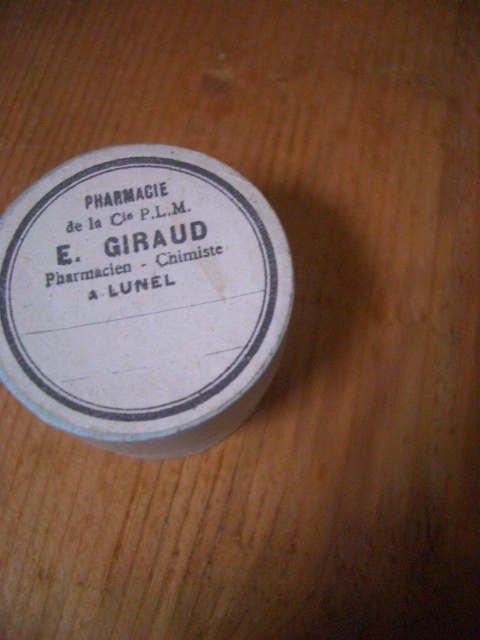 PHARMACIE
de la Cie P.L.M.
E. GIRAUD
Pharmacien - Chimiste
A LUNEL